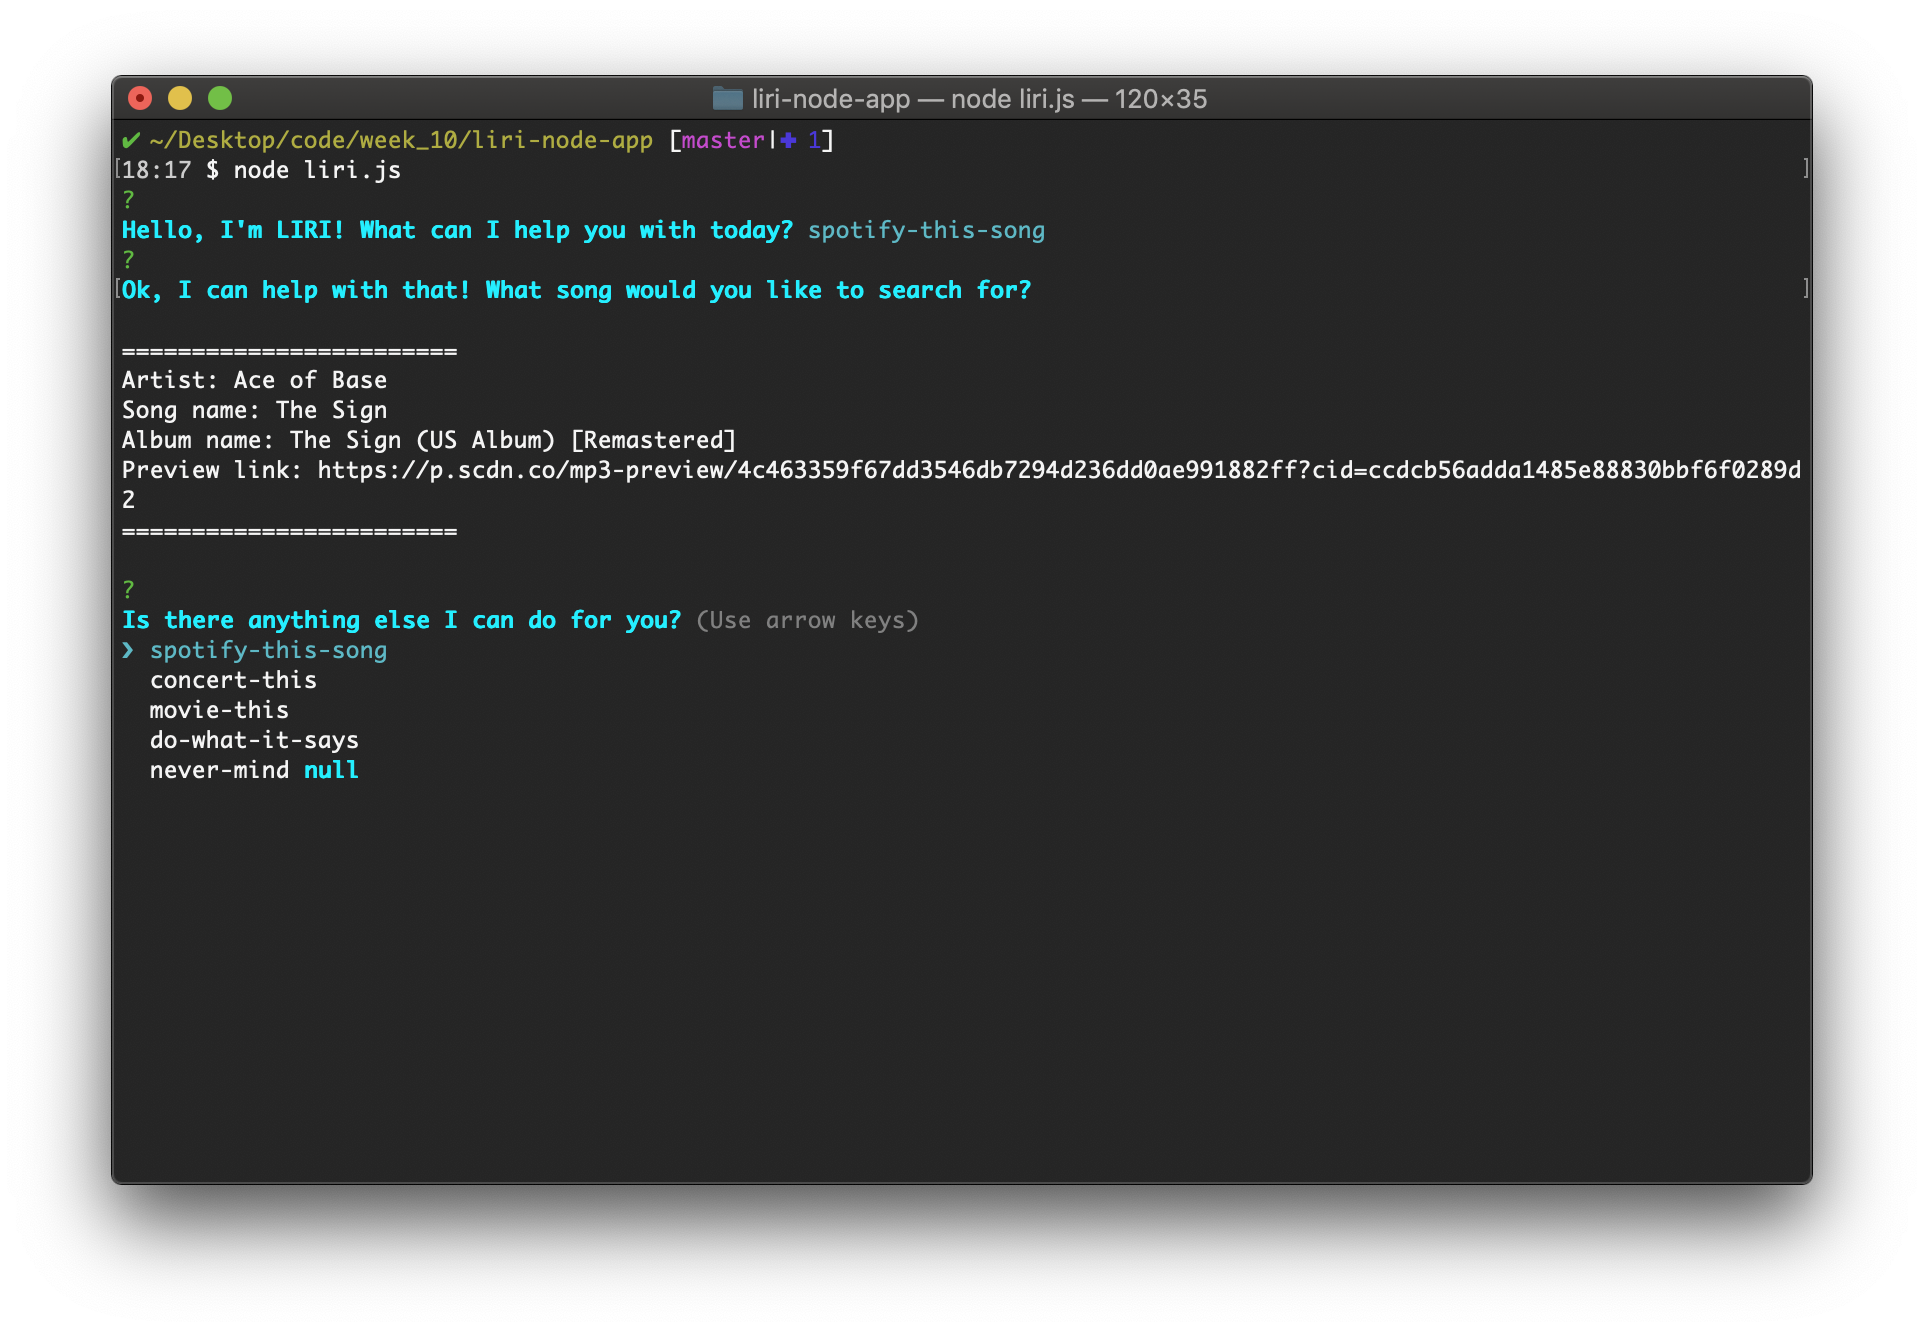 liri-node-app — node liri.js — 120×35
✔ ~/Desktop/code/week_10/liri-node-app [master|✚ 1]
[18:17 $ node liri.js ]
?
Hello, I'm LIRI! What can I help you with today? spotify-this-song
?
[Ok, I can help with that! What song would you like to search for? ]
========================
Artist: Ace of Base
Song name: The Sign
Album name: The Sign (US Album) [Remastered]
Preview link: https://p.scdn.co/mp3-preview/4c463359f67dd3546db7294d236dd0ae991882ff?cid=ccdcb56adda1485e88830bbf6f0289d
2
========================
?
Is there anything else I can do for you? (Use arrow keys)
❯ spotify-this-song
concert-this
movie-this
do-what-it-says
never-mind null